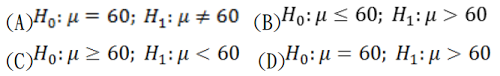 (A)H₀: μ = 60; H₁: μ ≠ 60 (B)H₀: μ ≤ 60; H₁: μ > 60
(C)H₀: μ ≥ 60; H₁: μ < 60 (D)H₀: μ = 60; H₁: μ > 60